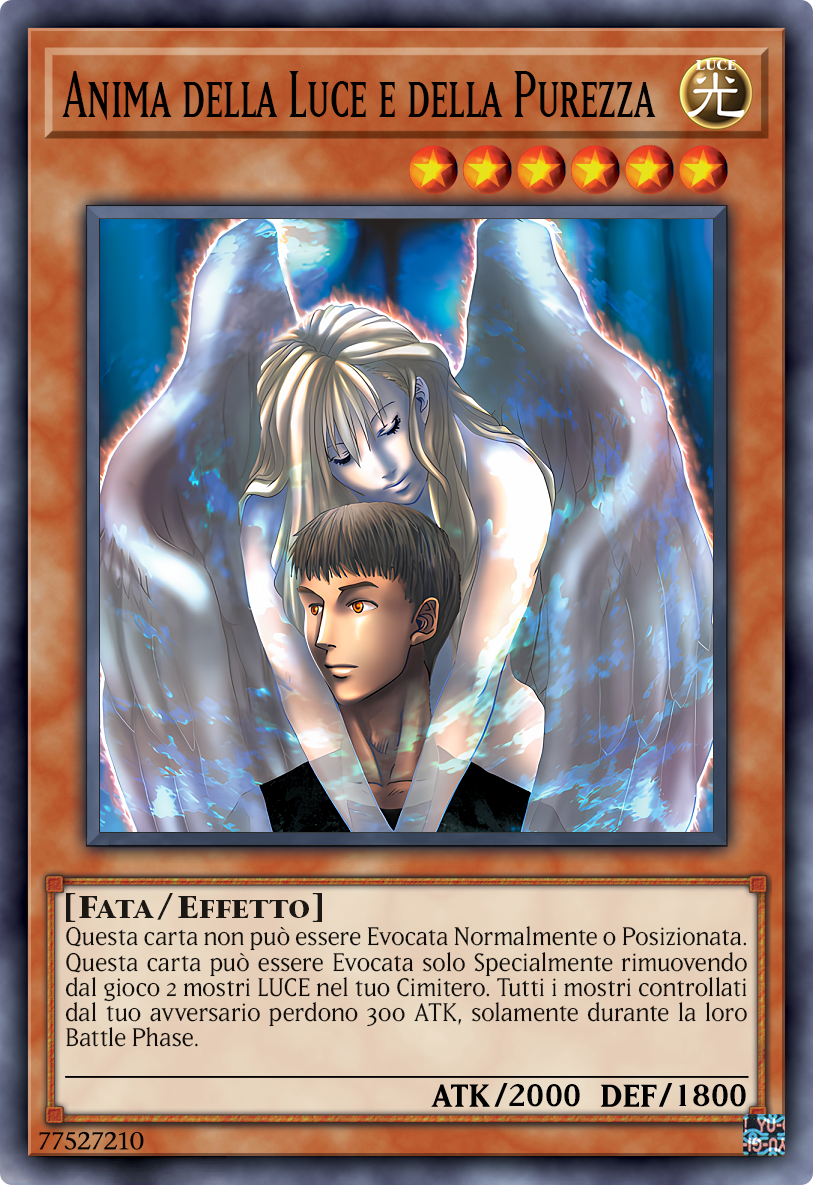 Anima della Luce e della Purezza
LUCE
光
[Fata/Effetto]
Questa carta non può essere Evocata Normalmente o Posizionata.
Questa carta può essere Evocata solo Specialmente rimuovendo
dal gioco 2 mostri LUCE nel tuo Cimitero. Tutti i mostri controllati
dal tuo avversario perdono 300 ATK, solamente durante la loro
Battle Phase.
ATK/2000 DEF/1800
77527210